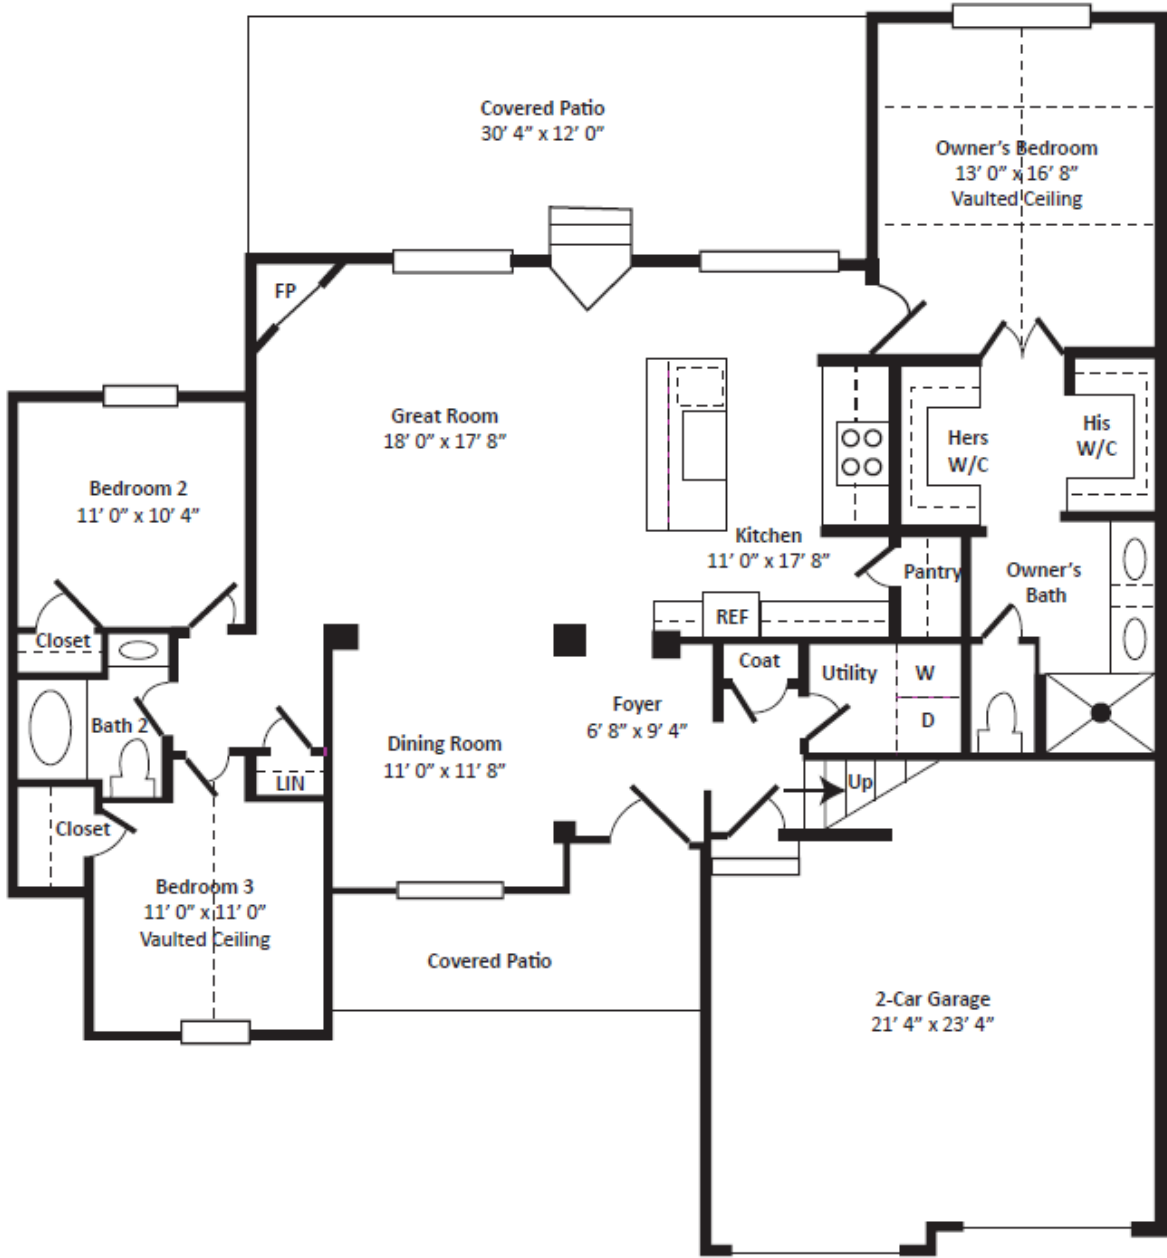 Covered Patio
30’ 4” x 12’ 0”
Owner’s Bedroom
13’ 0” x 16’ 8”
Vaulted Ceiling
FP
Great Room
18’ 0” x 17’ 8”
Hers
W/C
His
W/C
Bedroom 2
11’ 0” x 10’ 4”
Kitchen
11’ 0” x 17’ 8”
Pantry
Owner’s
Bath
REF
Closet
Coat
Utility
W
D
Bath 2
Foyer
6’ 8” x 9’ 4”
Dining Room
11’ 0” x 11’ 8”
LIN
Up
Closet
Bedroom 3
11’ 0” x 11’ 0”
Vaulted Ceiling
Covered Patio
2-Car Garage
21’ 4” x 23’ 4”